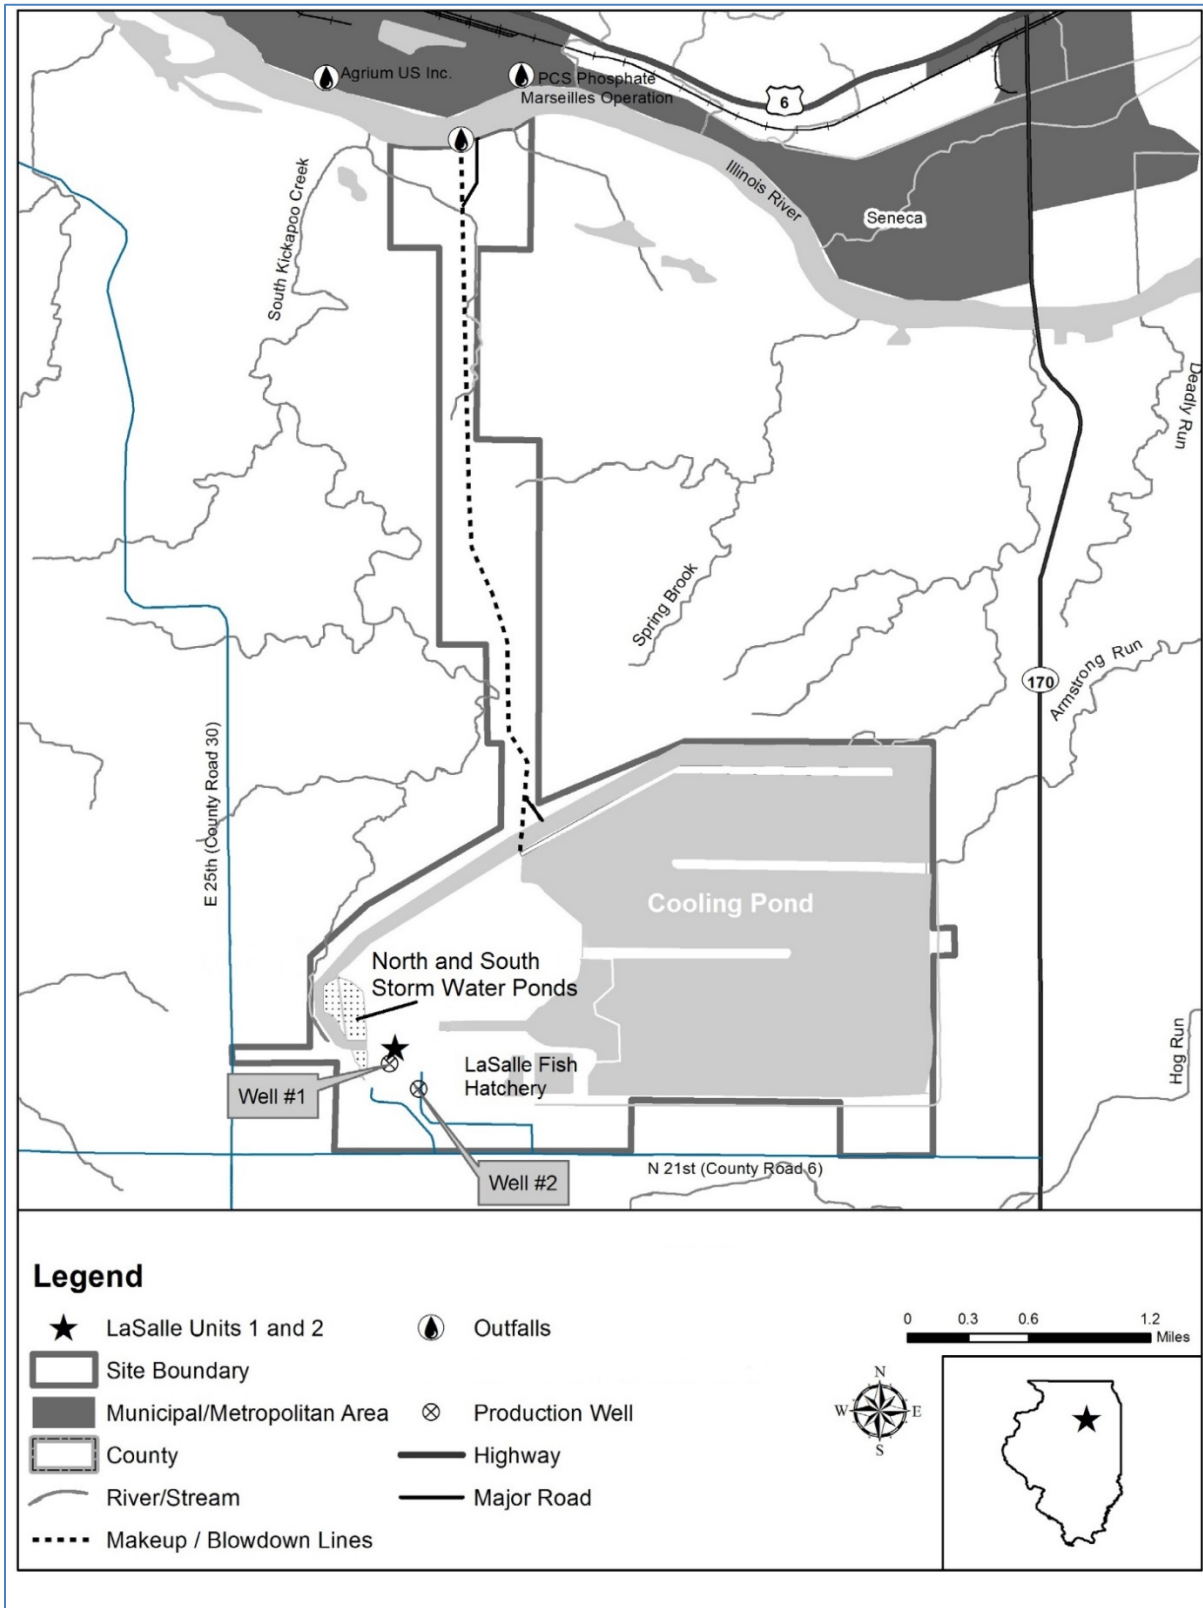 Agrium US Inc.
PCS Phosphate
Marseilles Operation
6
South Kickapoo Creek
Illinois River
Seneca
Deadly Run
Spring Brook
170
Armstrong Run
E 25th (County Road 30)
Cooling Pond
North and South
Storm Water Ponds
Hog Run
LaSalle Fish
Hatchery
Well #1
N 21st (County Road 6)
Well #2
Legend
LaSalle Units 1 and 2
Outfalls
Site Boundary
Municipal/Metropolitan Area
Production Well
County
Highway
River/Stream
Major Road
Makeup / Blowdown Lines
0 0.3 0.6 1.2
Miles
N
W E
S